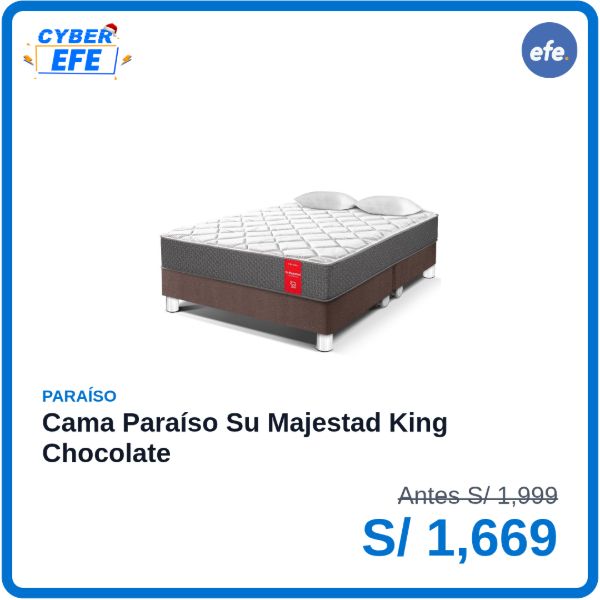 CYBER
EFE
efe.
PARAÍSO
Cama Paraíso Su Majestad King
Chocolate
Antes S/ 1,999
S/ 1,669